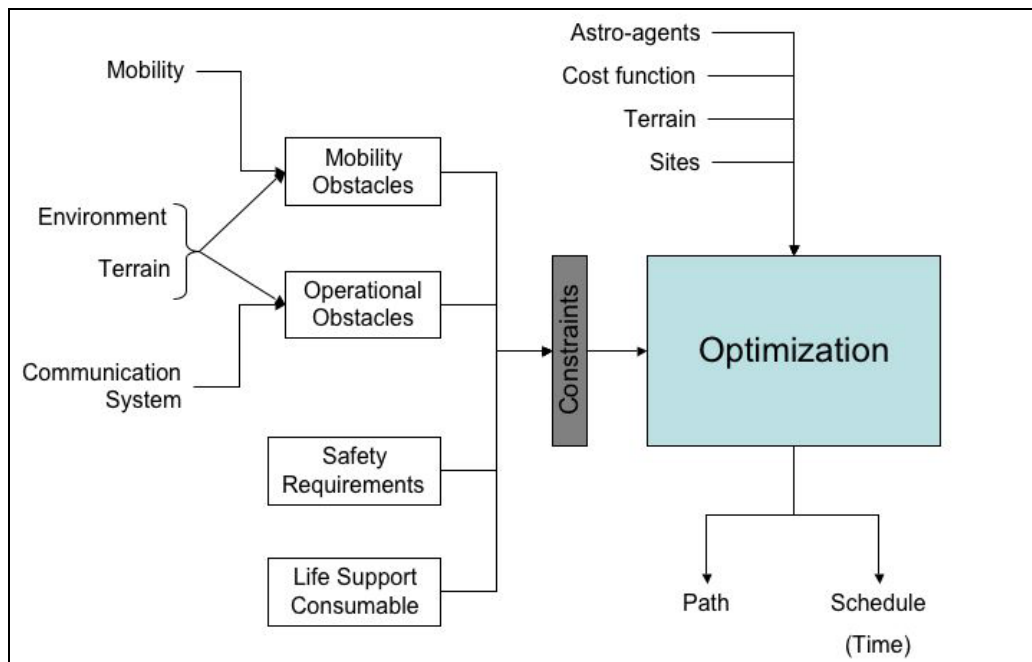 Astro-agents
Cost function
Terrain
Sites
Mobility
Environment
Terrain
Communication
System
Mobility
Obstacles
Operational
Obstacles
Safety
Requirements
Life Support
Consumable
Constraints
Optimization
Path
Schedule
(Time)